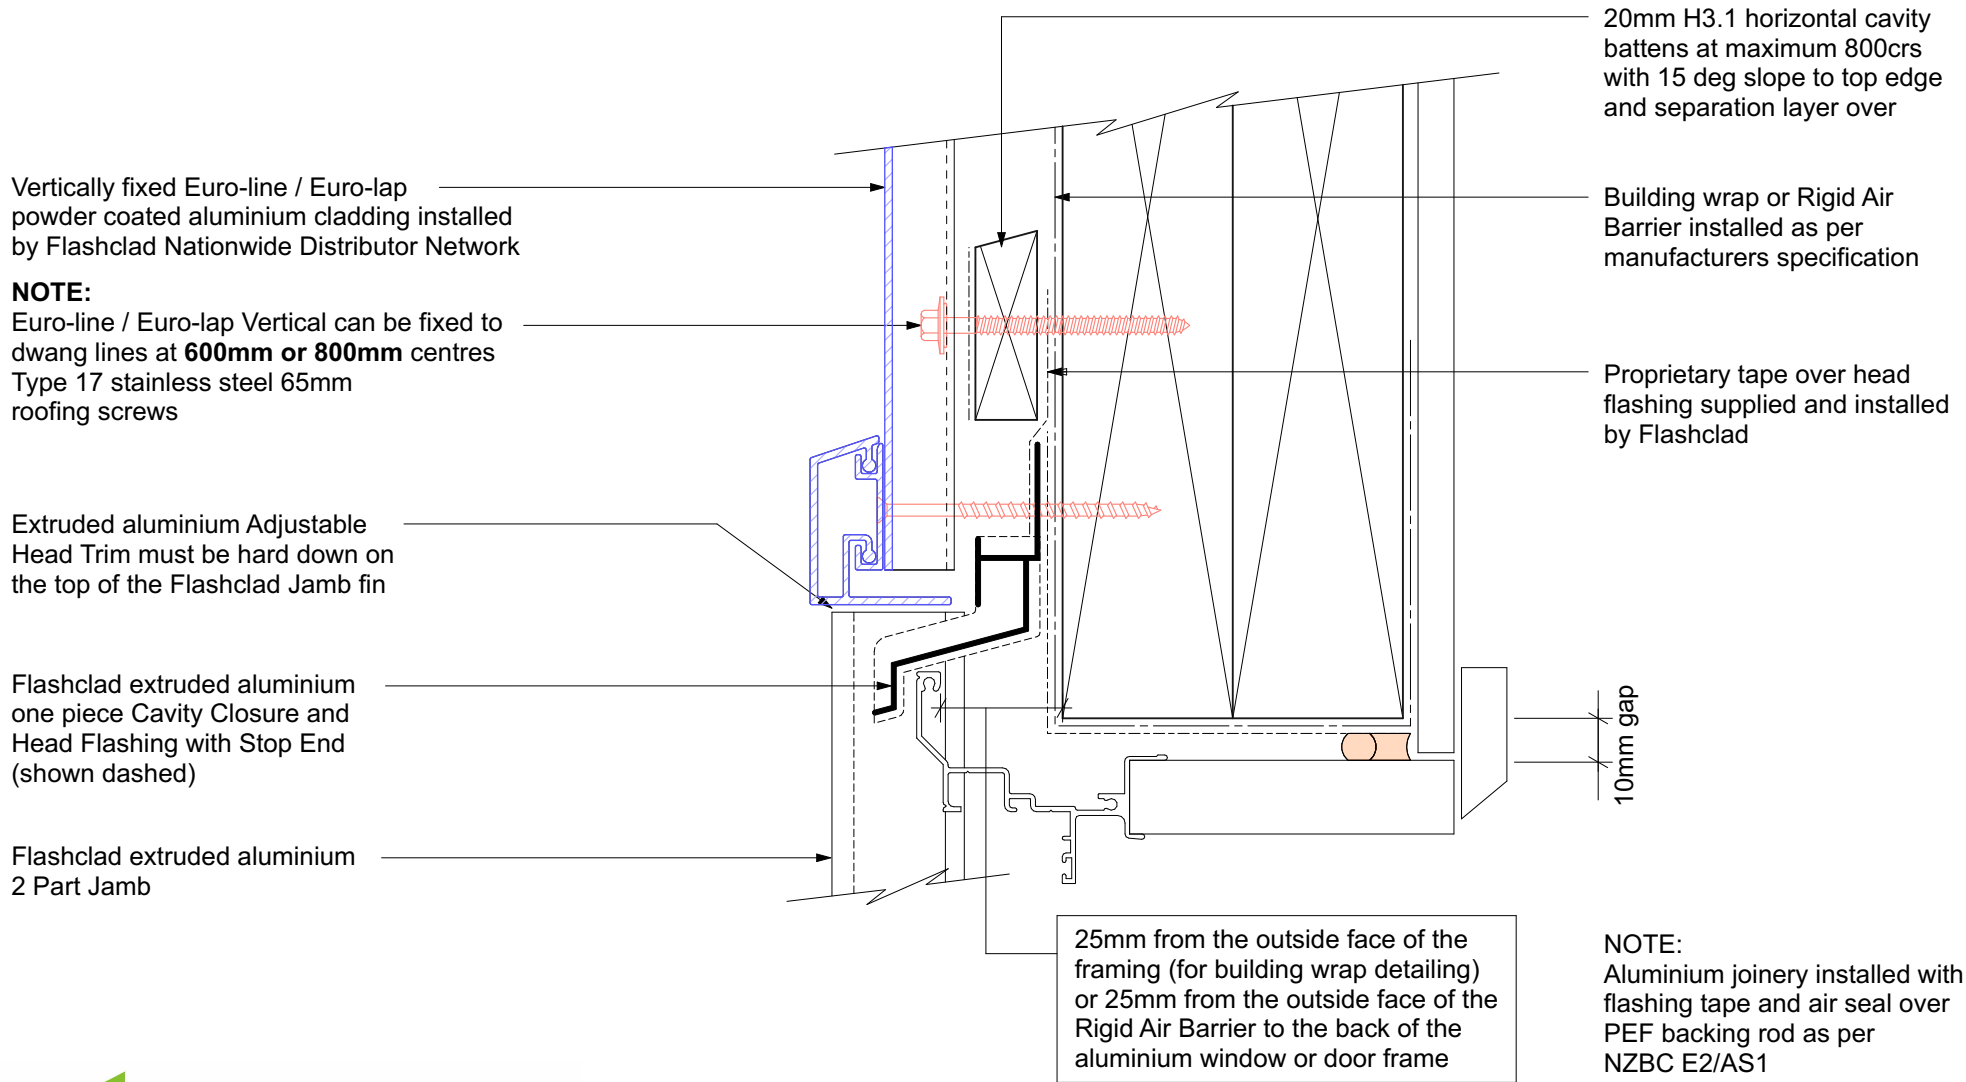 20mm H3.1 horizontal cavity
battens at maximum 800crs
with 15 deg slope to top edge
and separation layer over
Vertically fixed Euro-line / Euro-lap
powder coated aluminium cladding installed
by Flashclad Nationwide Distributor Network
Building wrap or Rigid Air
Barrier installed as per
manufacturers specification
NOTE:
Euro-line / Euro-lap Vertical can be fixed to
dwang lines at 600mm or 800mm centres
Type 17 stainless steel 65mm
roofing screws
Proprietary tape over head
flashing supplied and installed
by Flashclad
Extruded aluminium Adjustable
Head Trim must be hard down on
the top of the Flashclad Jamb fin
Flashclad extruded aluminium
one piece Cavity Closure and
Head Flashing with Stop End
(shown dashed)
10mm gap
Flashclad extruded aluminium
2 Part Jamb
25mm from the outside face of the
framing (for building wrap detailing)
or 25mm from the outside face of the
Rigid Air Barrier to the back of the
aluminium window or door frame
NOTE:
Aluminium joinery installed with
flashing tape and air seal over
PEF backing rod as per
NZBC E2/AS1